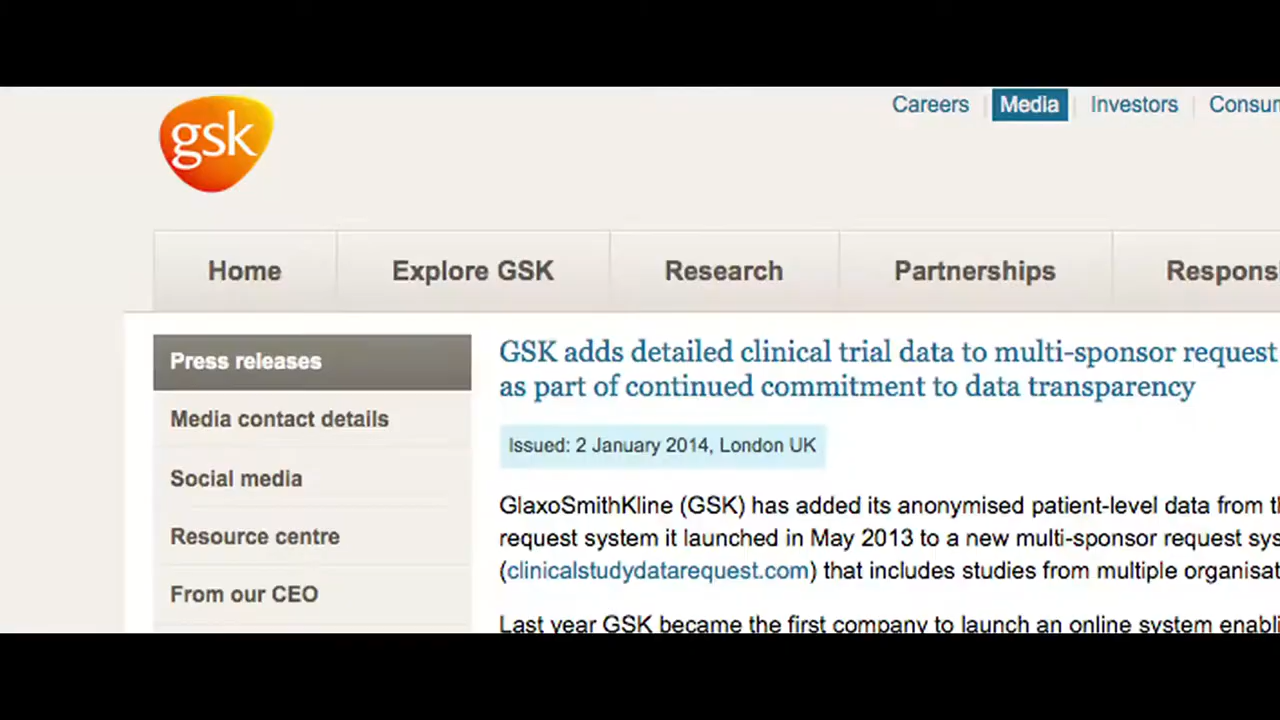 gsk
Careers Media Investors Consum
Home Explore GSK Research Partnerships Respons
Press releases
Media contact details
Social media
Resource centre
From our CEO
GSK adds detailed clinical trial data to multi-sponsor request
as part of continued commitment to data transparency
Issued: 2 January 2014, London UK
GlaxoSmithKline (GSK) has added its anonymised patient-level data from
request system it launched in May 2013 to a new multi-sponsor request
(clinicalstudydatarequest.com) that includes studies from multiple
Last year GSK became the first company to launch an online system